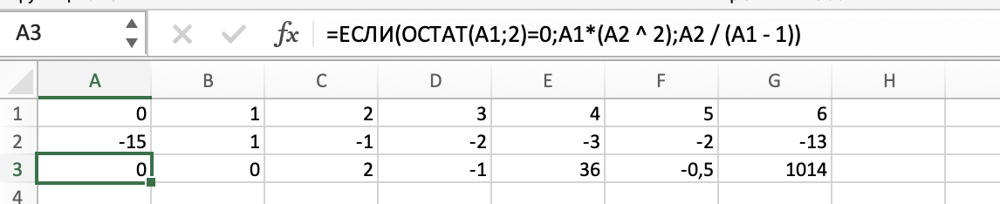 A3 fx =ЕСЛИ(ОСТАТ(A1;2)=0;A1*(A2 ^ 2);A2 / (A1 - 1))
A B C D E F G H
1 0 1 2 3 4 5 6
2 -15 1 -1 -2 -3 -2 -13
3 0 0 2 -1 36 -0,5 1014
4